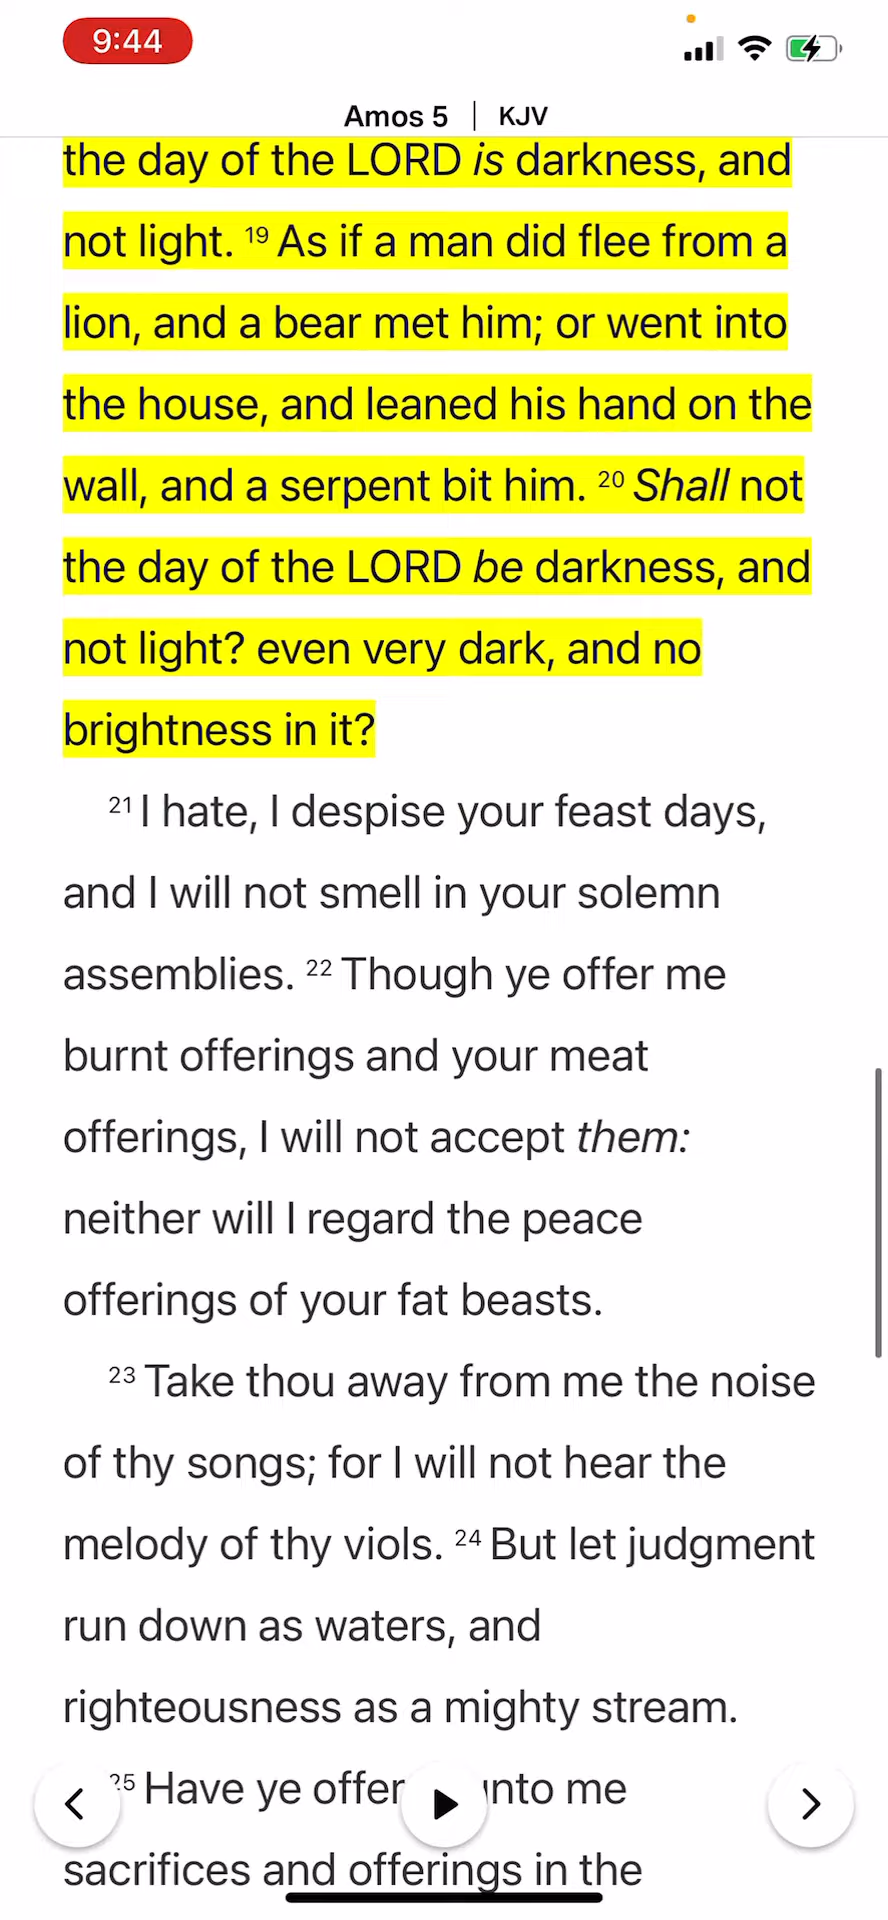 9:44
Amos 5 | KJV
the day of the LORD is darkness, and
not light. 19 As if a man did flee from a
lion, and a bear met him; or went into
the house, and leaned his hand on the
wall, and a serpent bit him. 20 Shall not
the day of the LORD be darkness, and
not light? even very dark, and no
brightness in it?
21 I hate, I despise your feast days,
and I will not smell in your solemn
assemblies. 22 Though ye offer me
burnt offerings and your meat
offerings, I will not accept them:
neither will I regard the peace
offerings of your fat beasts.
23 Take thou away from me the noise
of thy songs; for I will not hear the
melody of thy viols. 24 But let judgment
run down as waters, and
righteousness as a mighty stream.
25 Have ye offer unto me
sacrifices and offerings in the